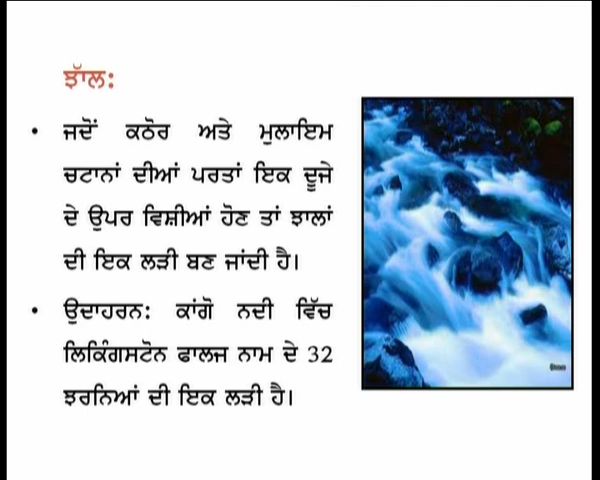 ਝਾੱਲ:
• ਜਦੋਂ ਕਠੋਰ ਅਤੇ ਮੁਲਾਇਮ
ਚਟਾਨਾਂ ਦੀਆਂ ਪਰਤਾਂ ਇਕ ਦੂਜੇ
ਦੇ ਉਪਰ ਵਿਸ਼ੀਆਂ ਹੋਣ ਤਾਂ ਝਾਲਾਂ
ਦੀ ਇਕ ਲੜੀ ਬਣ ਜਾਂਦੀ ਹੈ।
• ਉਦਾਹਰਨ: ਕਾਂਗੋ ਨਦੀ ਵਿੱਚ
ਲਿਕਿੰਗਸਟੋਨ ਫਾਲਜ ਨਾਮ ਦੇ 32
ਝਰਨਿਆਂ ਦੀ ਇਕ ਲੜੀ ਹੈ।